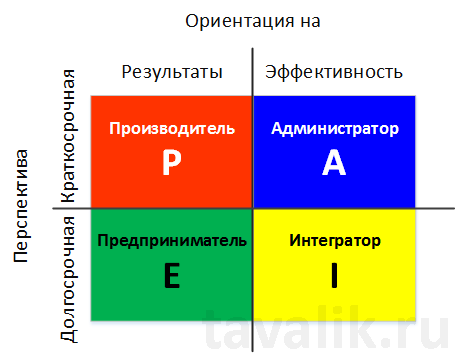 Ориентация на
Результаты
Эффективность
Перспектива
Краткосрочная
Долгосрочная
Производитель
P
Администратор
A
Предприниматель
E
Интегратор
I
tavalik.ru